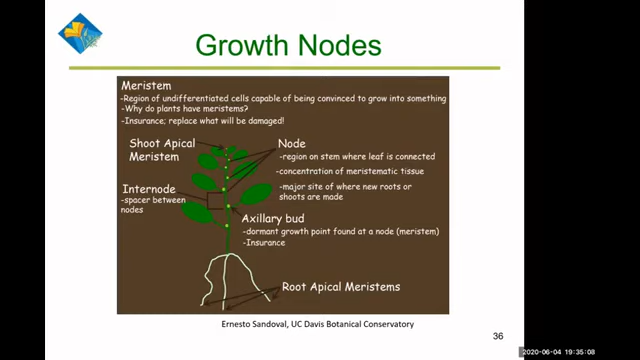 Growth Nodes
Meristem
-Region of undifferentiated cells capable of being convinced to grow into something
-Why do plants have meristems?
-Insurance; replace what will be damaged!
Shoot Apical
Meristem
Node
-region on stem where leaf is connected
-concentration of meristematic tissue
-major site of where new roots or
shoots are made
Internode
-spacer between
nodes
Axillary bud
-dormant growth point found at a node (meristem)
-Insurance
Root Apical Meristems
Ernesto Sandoval, UC Davis Botanical Conservatory
36
2020-06-04 19:35:08